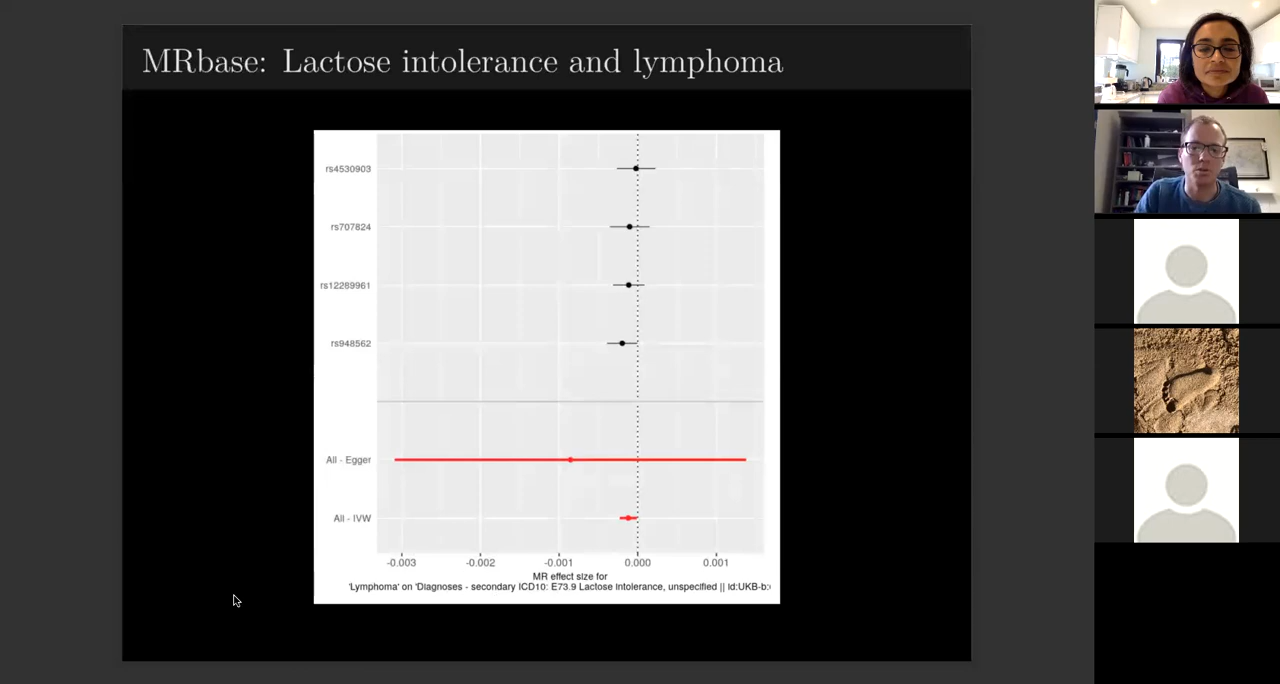 MRbase: Lactose intolerance and lymphoma
rs4530903
rs707824
rs12289961
rs948562
All - Egger
All - IVW
-0.003 -0.002 -0.001 0.000 0.001
MR effect size for
'Lymphoma' on 'Diagnoses - secondary ICD10: E73.9 Lactose intolerance, unspecified || id:UKB-b: